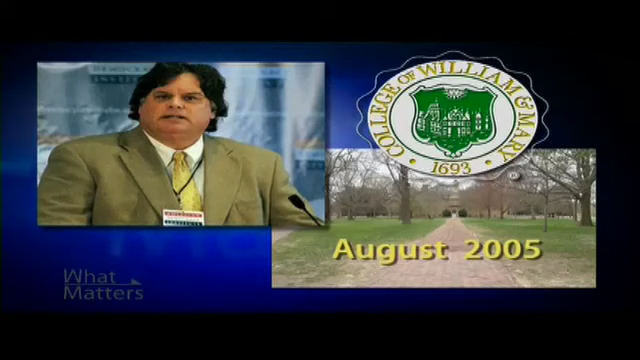 COLLEGE OF WILLIAM & MARY
1693
August 2005
What
Matters